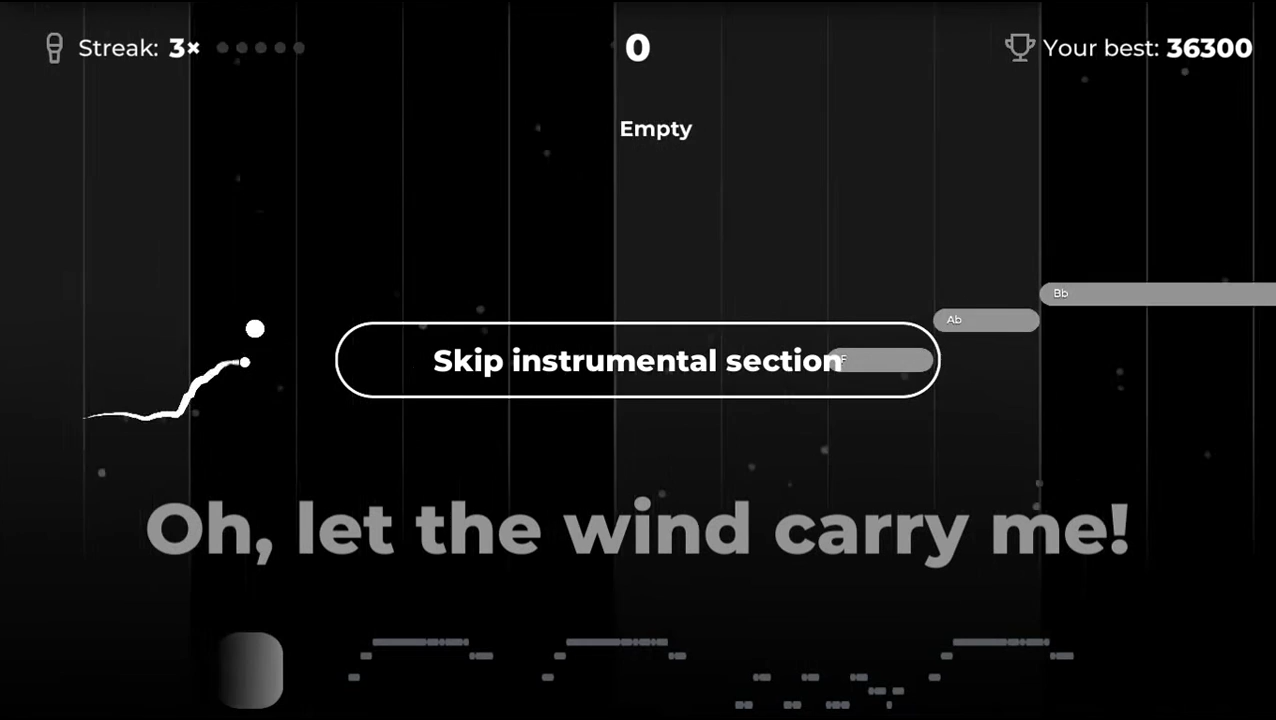 Streak: 3×
0
Your best: 36300
Empty
Bb
Ab
Skip instrumental section
F
Oh, let the wind carry me!